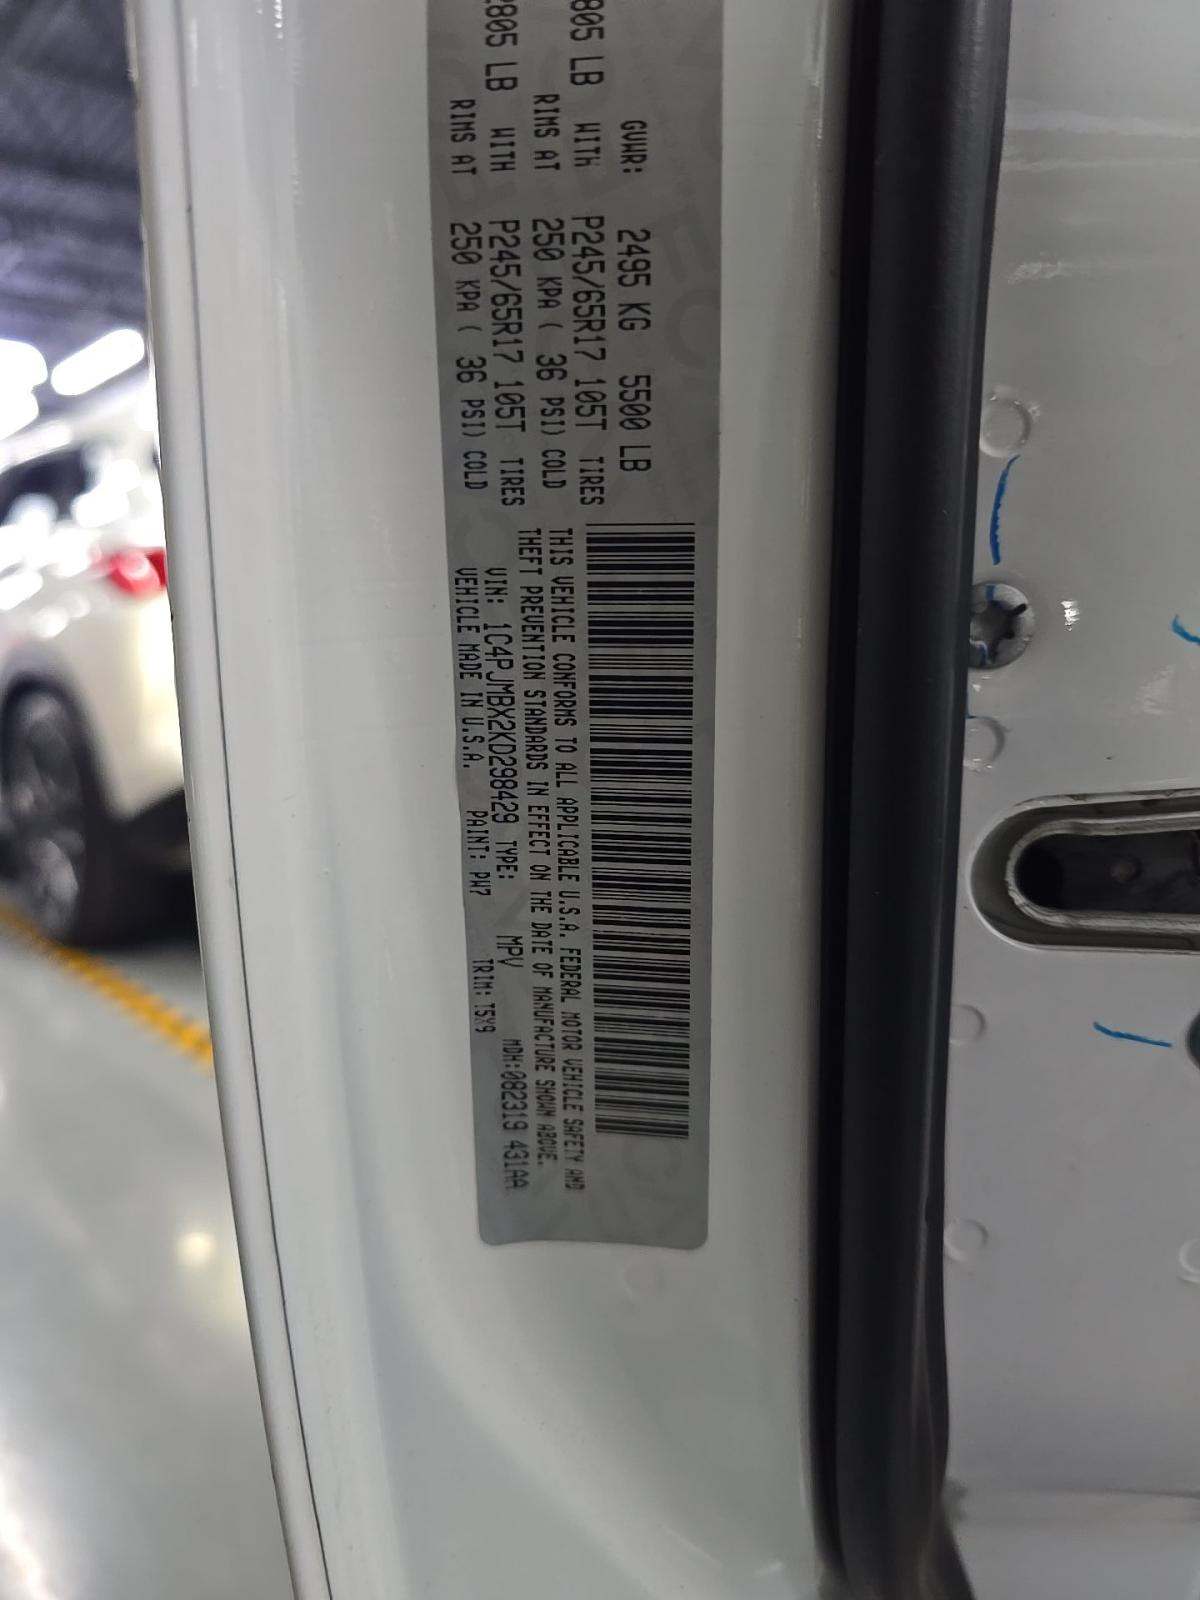 GVWR: 2495 KG 5500 LB
805 LB WITH P245/65R17 105T TIRES
RIMS AT 250 KPA ( 36 PSI) COLD
2805 LB WITH P245/65R17 105T TIRES
RIMS AT 250 KPA ( 36 PSI) COLD
THIS VEHICLE CONFORMS TO ALL APPLICABLE U.S.A. FEDERAL MOTOR VEHICLE SAFETY AND
THEFT PREVENTION STANDARDS IN EFFECT ON THE DATE OF MANUFACTURE SHOWN ABOVE.
VIN: 1C4PJMBX2KD298429 TYPE: MPV MDH:082319 431AA
VEHICLE MADE IN U.S.A. PAINT: PW7 TRIM: T5X9